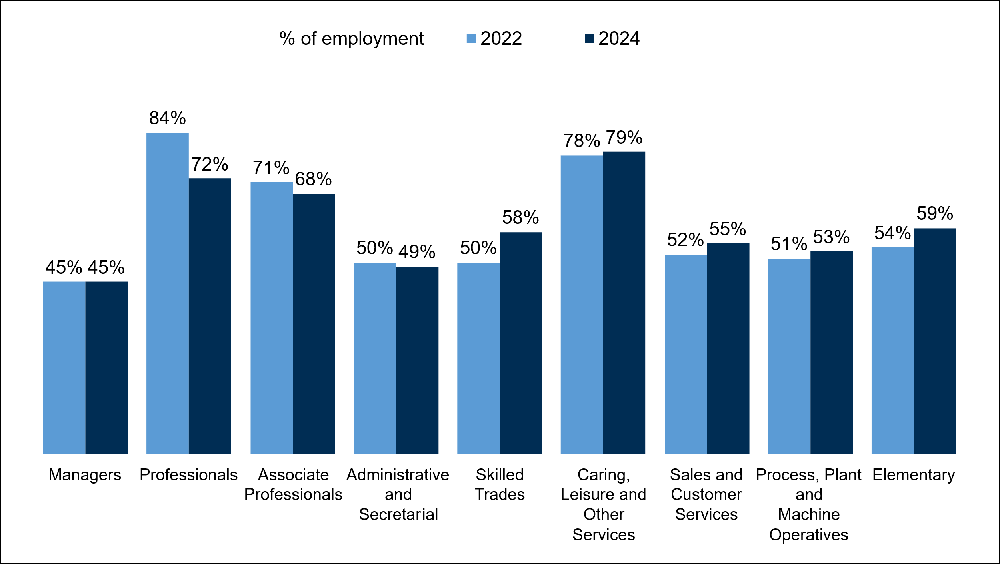 % of employment 2022 2024
84%
72%
71%
68%
78%
79%
45%
45%
50%
49%
50%
58%
52%
55%
51%
53%
54%
59%
Managers
Professionals
Associate
Professionals
Administrative
and
Secretarial
Skilled
Trades
Caring,
Leisure and
Other
Services
Sales and
Customer
Services
Process, Plant
and
Machine
Operatives
Elementary